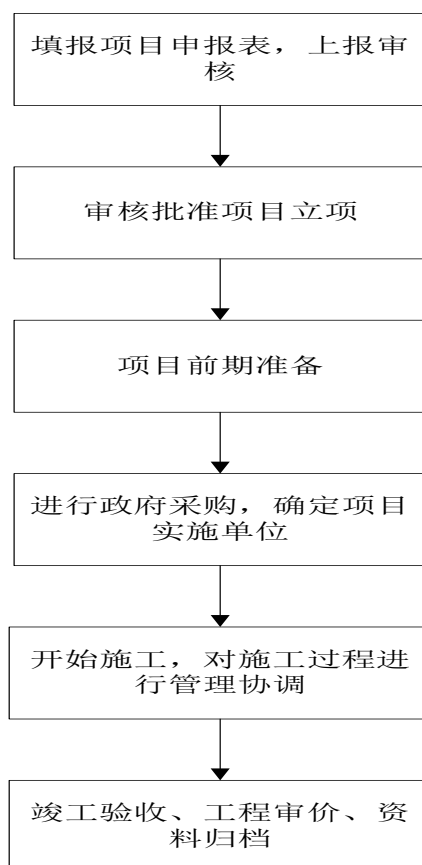 填报项目申报表，上报审
核
审核批准项目立项
项目前期准备
进行政府采购，确定项目
实施单位
开始施工，对施工过程进
行管理协调
竣工验收、工程审价、资
料归档